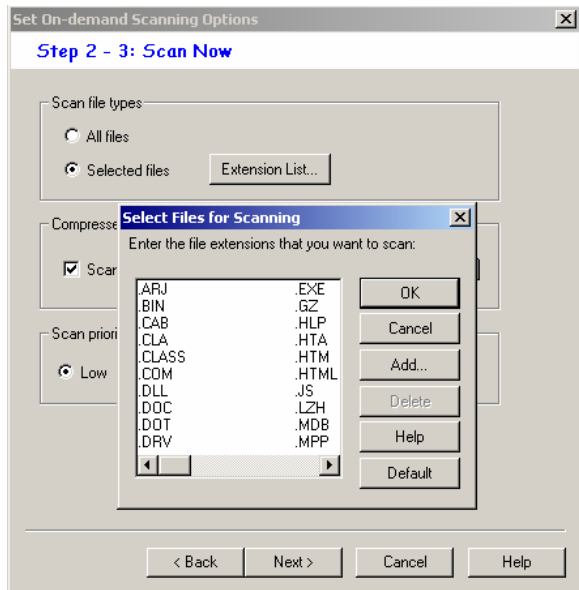 Set On-demand Scanning Options
Step 2 - 3: Scan Now
Scan file types
All files
Selected files
Extension List...
Compresse
Scar
Scan priori
Low
Select Files for Scanning
Enter the file extensions that you want to scan:
.ARJ .EXE
.BIN .GZ
.CAB .HLP
.CLA .HTA
.CLASS .HTM
.COM .HTML
.DLL .JS
.DOC .LZH
.DOT .MDB
.DRV .MPP
OK
Cancel
Add...
Delete
Help
Default
< Back
Next >
Cancel
Help